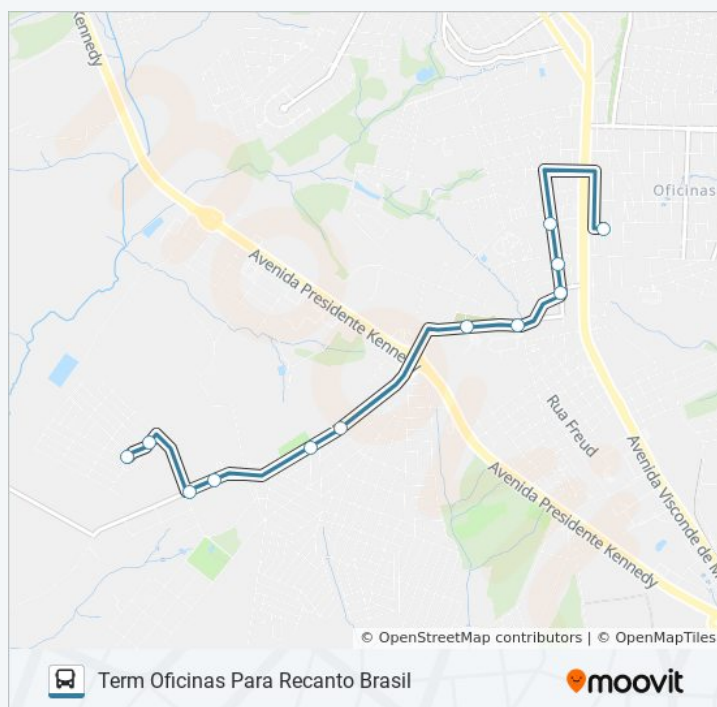 Kennedy
Oficinas
Avenida Presidente Kennedy
Rua Freud
Avenida Visconde de M
Avenida Presidente Kennedy
© OpenStreetMap contributors | © OpenMapTiles
Term Oficinas Para Recanto Brasil
moovit